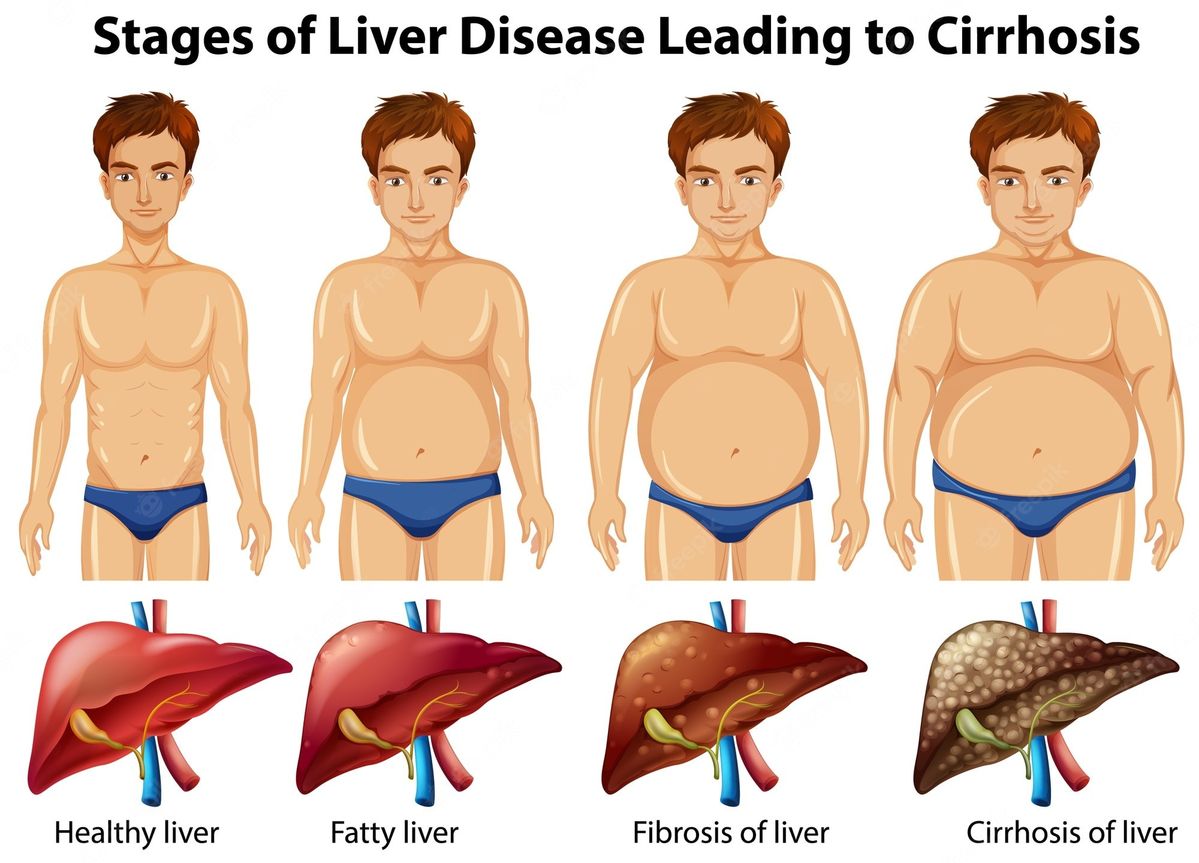 Stages of Liver Disease Leading to Cirrhosis
Healthy liver
Fatty liver
Fibrosis of liver
Cirrhosis of liver